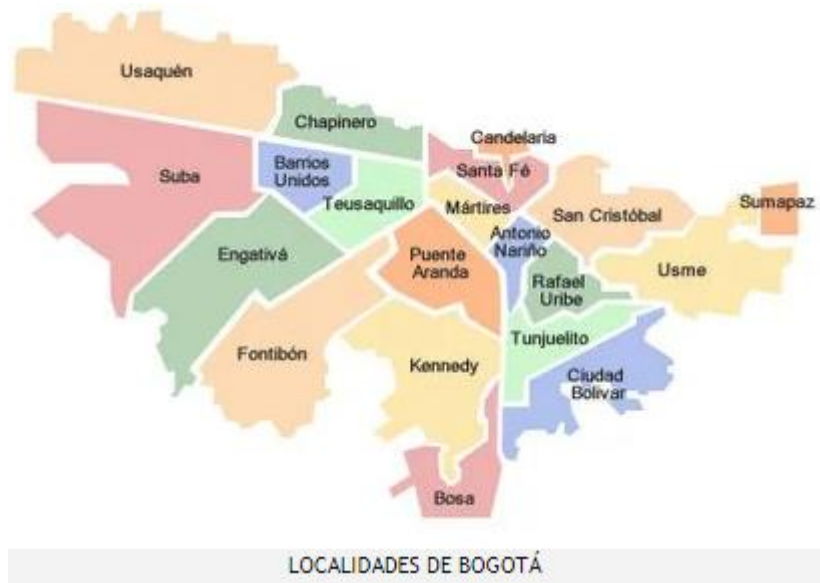 Usaquén
Chapinero
Candelaria
Santa Fé
Barrios
Unidos
Suba
Teusaquillo
Mártires
San Cristóbal
Sumapaz
Antonio
Nariño
Engativá
Puente
Aranda
Rafael
Uribe
Usme
Tunjuelito
Fontibón
Kennedy
Ciudad
Bólivar
Bosa
LOCALIDADES DE BOGOTÁ